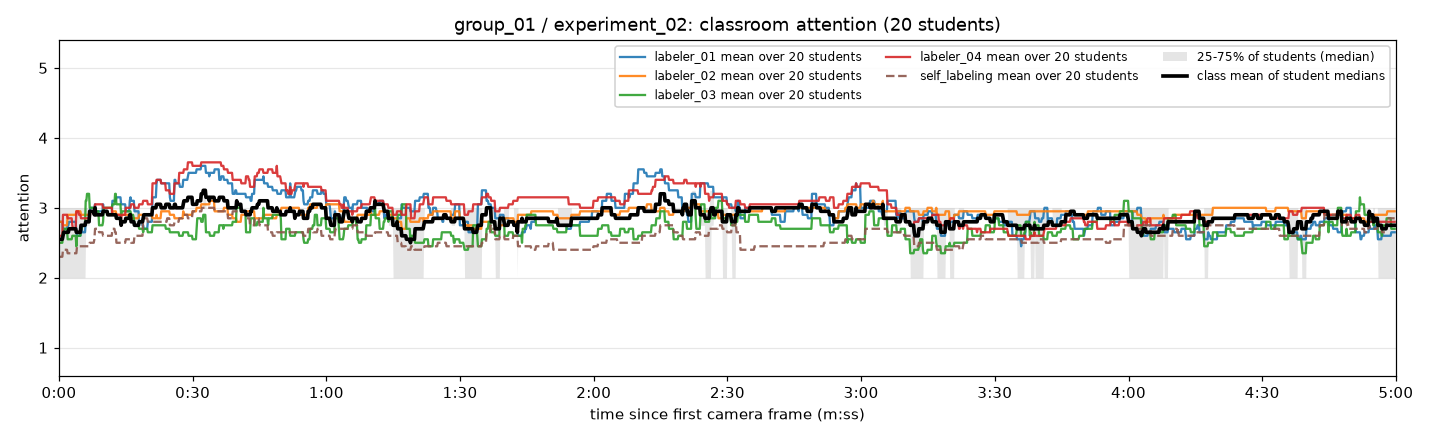 group_01 / experiment_02: classroom attention (20 students)
labeler_01 mean over 20 students
labeler_02 mean over 20 students
labeler_03 mean over 20 students
labeler_04 mean over 20 students
self_labeling mean over 20 students
25-75% of students (median)
class mean of student medians
attention
5
4
3
2
1
0:00 0:30 1:00 1:30 2:00 2:30 3:00 3:30 4:00 4:30 5:00
time since first camera frame (m:ss)